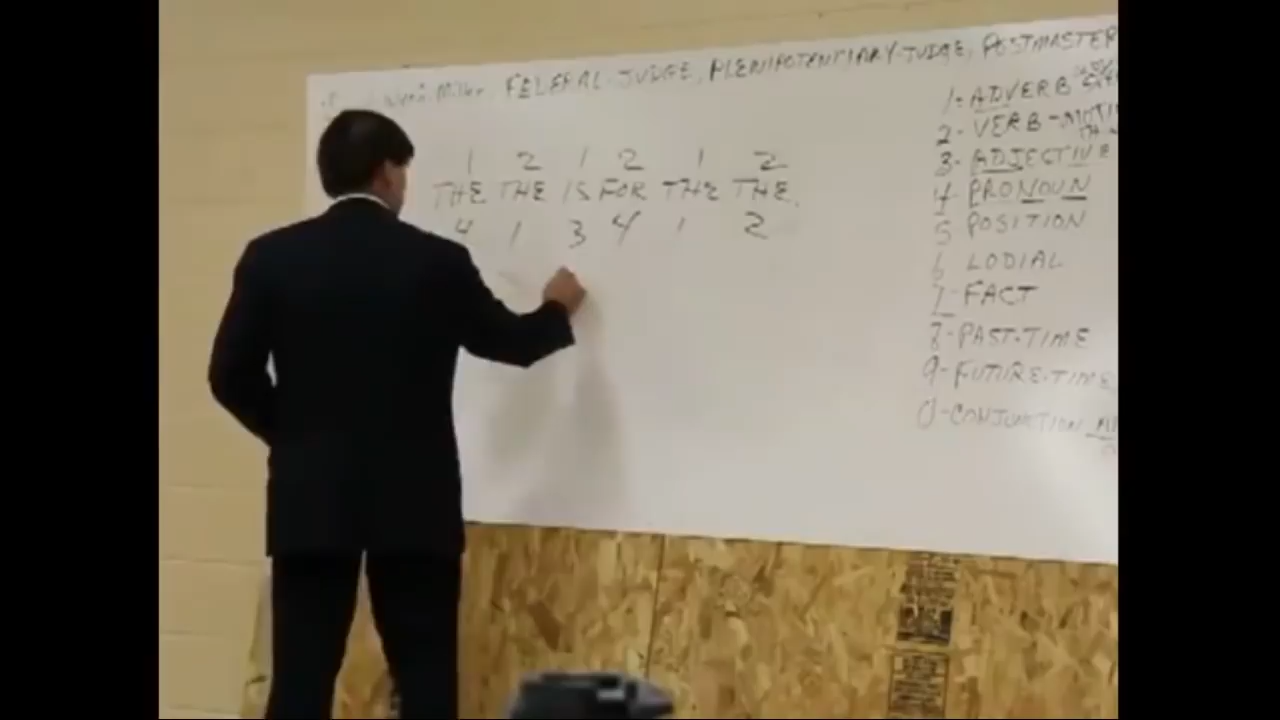 Miller, FEDERAL-JUDGE, PLENIPOTENTIARY-JUDGE, POSTMASTER
1 2 1 2 1 2
THE THE IS FOR THE THE.
4 1 3 4 1 2
1- ADVERB
2- VERB-MOTI
3- ADJECTIVE
4- PRONOUN
5 POSITION
6 LODIAL
7-FACT
8-PAST-TIME
9-FUTURE-TIME
0-CONJUNCTION